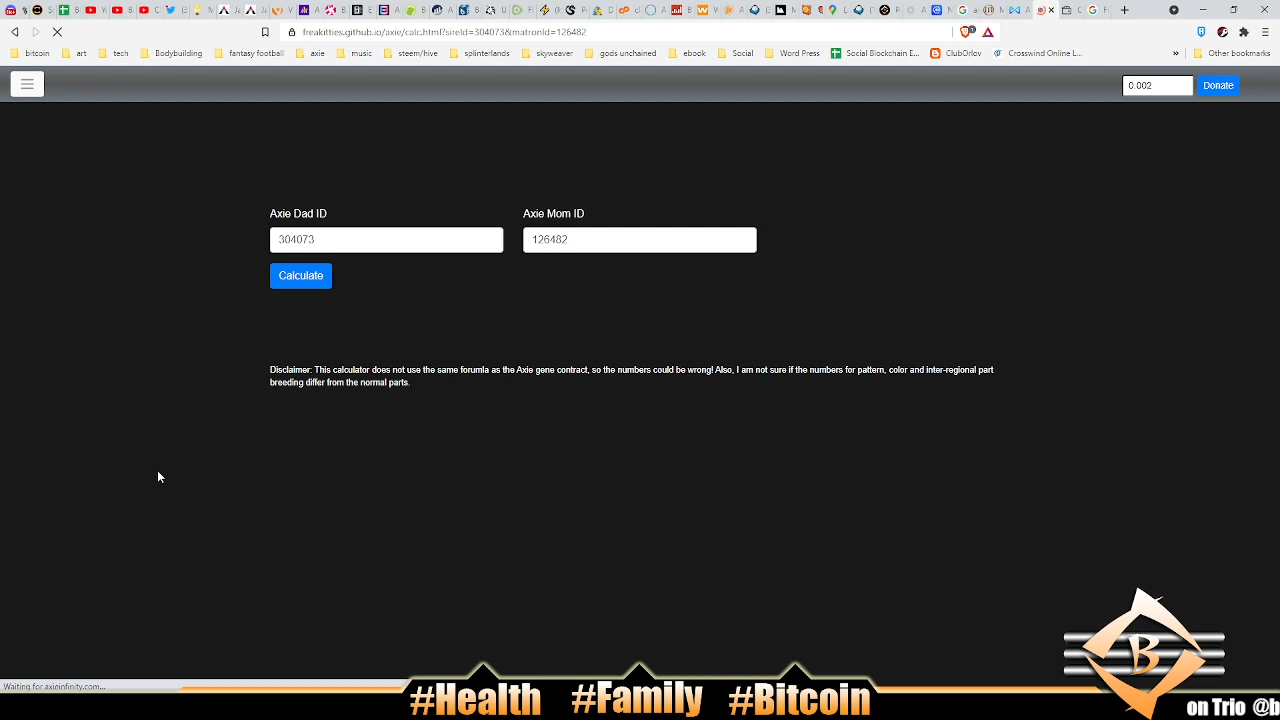 freakitties.github.io/axie/calc.html?sireId=304073&matronId=126482
bitcoin art tech Bodybuilding fantasy football axie music steem/hive splinterlands skyweaver gods unchained ebook Social Word Press Social Blockchain E... ClubOrlov Crosswind Online L... » Other bookmarks
0.002 Donate
Axie Dad ID Axie Mom ID
304073 126482
Calculate
Disclaimer: This calculator does not use the same forumla as the Axie gene contract, so the numbers could be wrong! Also, I am not sure if the numbers for pattern, color and inter-regional part
breeding differ from the normal parts.
B
Waiting for axieinfinity.com...
#Health #Family #Bitcoin
on Trio @b